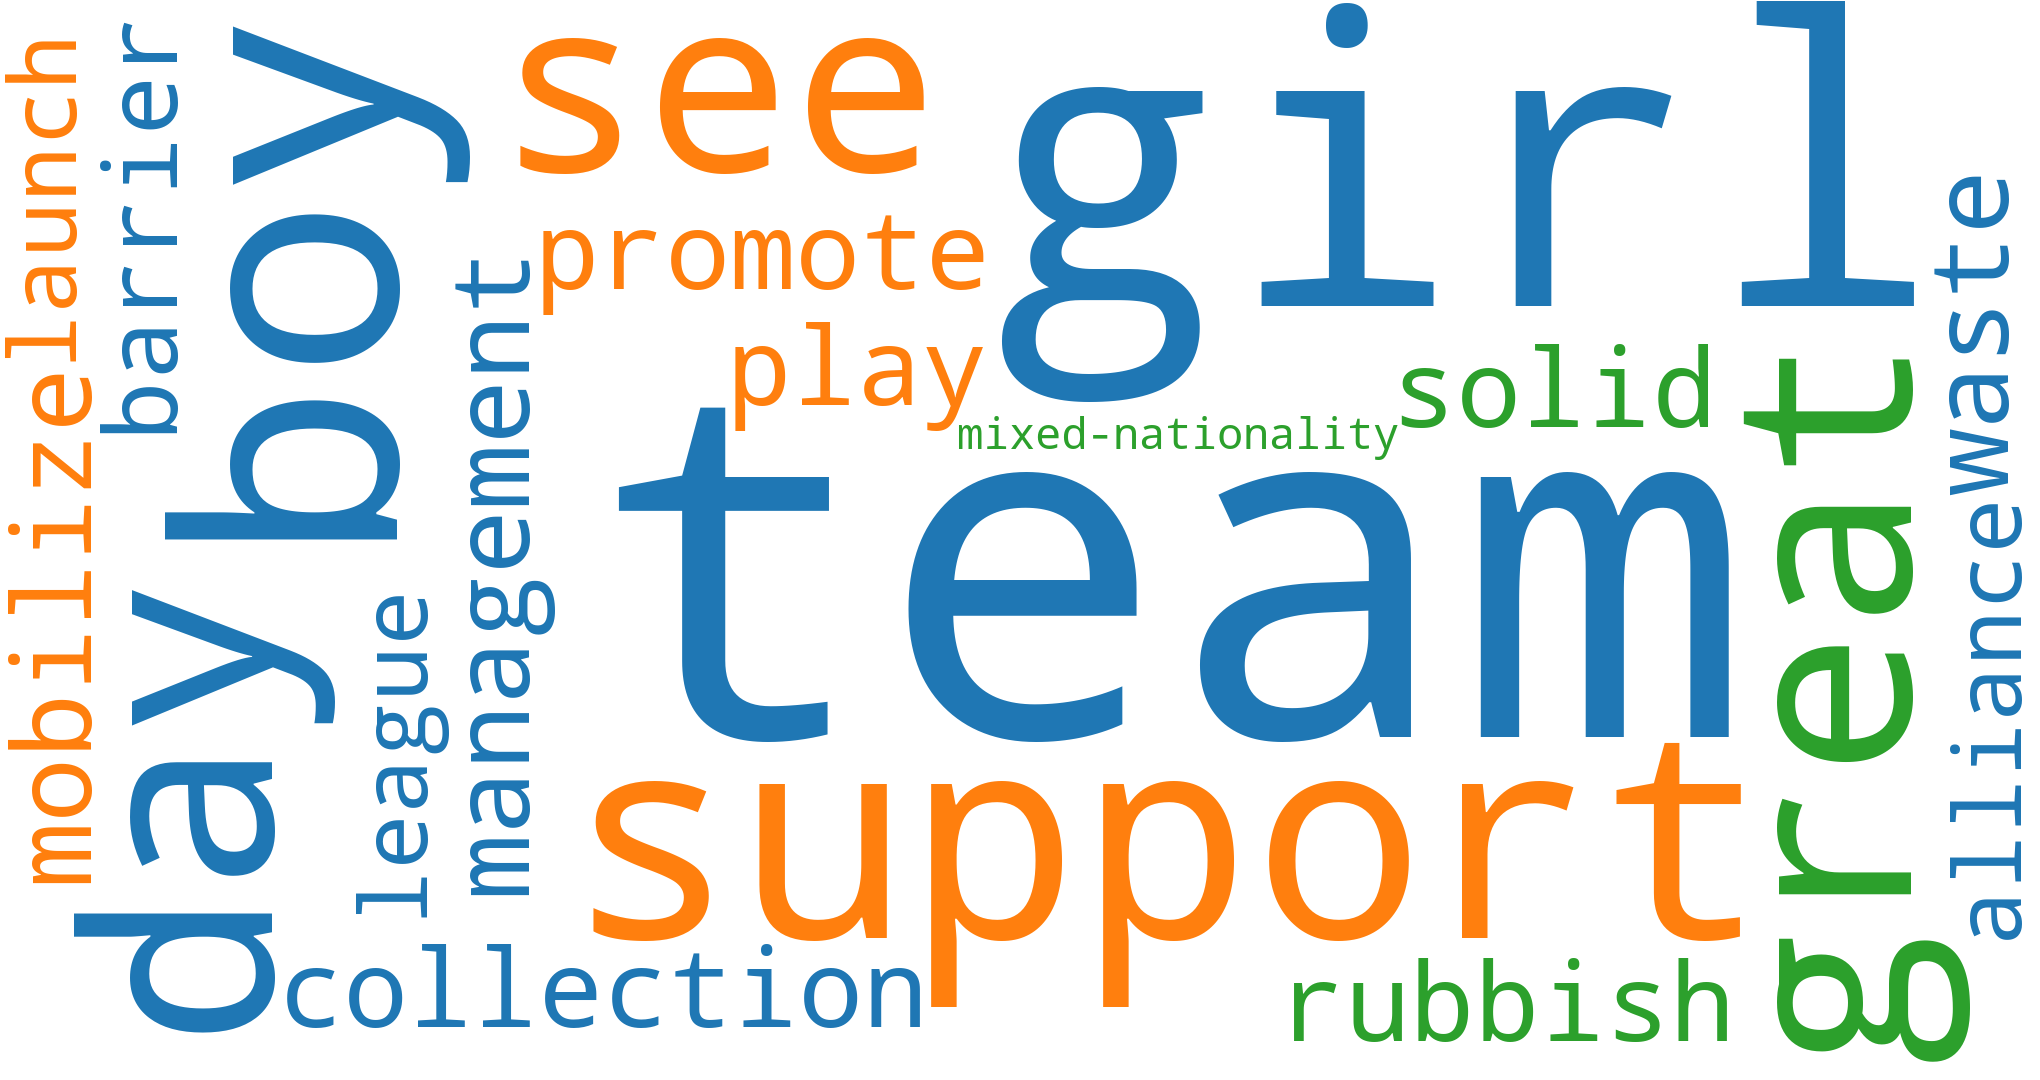 launch
mobilize
barrier
boy
day
see
girl
promote
management
play
solid
mixed-nationality
team
great
waste
alliance
league
support
collection
rubbish